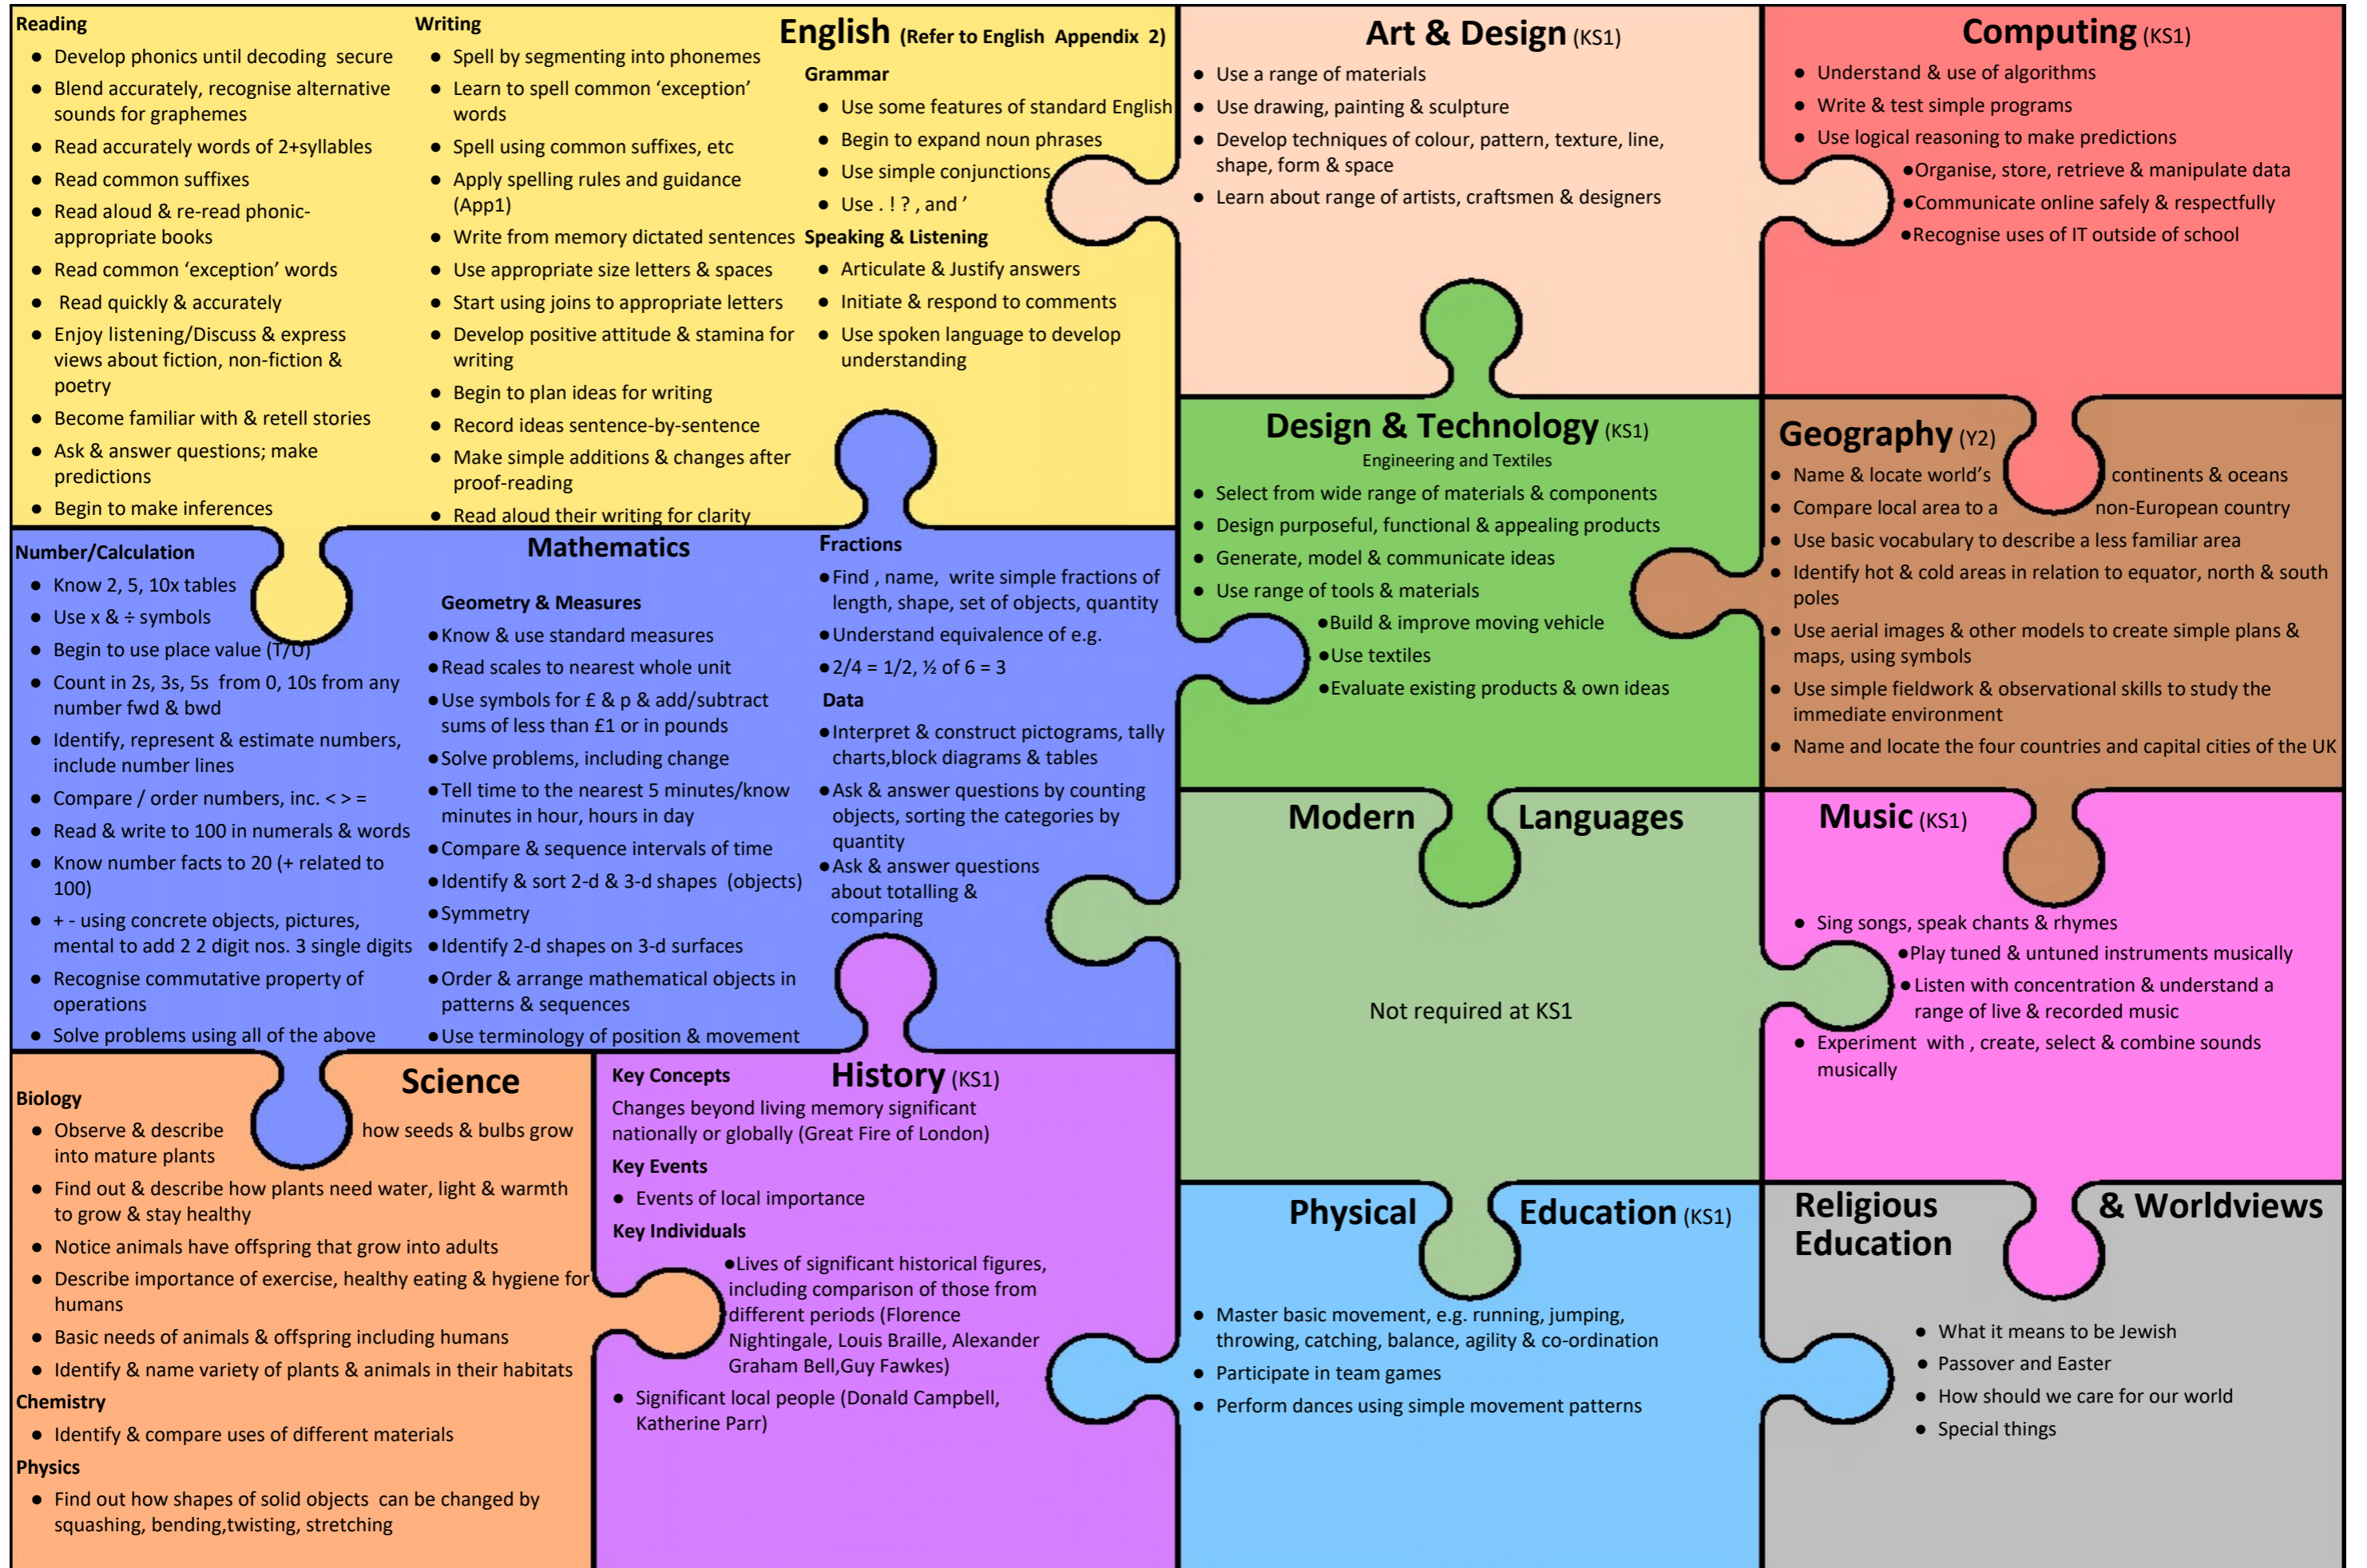 Reading
● Develop phonics until decoding  secure
● Blend accurately, recognise alternative
sounds for graphemes
● Read accurately words of 2+syllables
● Read common suffixes
● Read aloud & re-read phonic-
appropriate books
● Read common ‘exception’ words
● Read quickly & accurately
● Enjoy listening/Discuss & express
views about fiction, non-fiction &
poetry
● Become familiar with & retell stories
● Ask & answer questions; make
predictions
● Begin to make inferences
Writing
● Spell by segmenting into phonemes
● Learn to spell common ‘exception’
words
● Spell using common suffixes, etc
● Apply spelling rules and guidance
(App1)
● Write from memory dictated sentences
● Use appropriate size letters & spaces
● Start using joins to appropriate letters
● Develop positive attitude & stamina for
writing
● Begin to plan ideas for writing
● Record ideas sentence-by-sentence
● Make simple additions & changes after
proof-reading
● Read aloud their writing for clarity
English (Refer to English  Appendix  2)
Grammar
● Use some features of standard English
● Begin to expand noun phrases
● Use simple conjunctions
● Use . ! ? , and ’
Speaking & Listening
● Articulate & Justify answers
● Initiate & respond to comments
● Use spoken language to develop
understanding
Art & Design (KS1)
● Use a range of materials
● Use drawing, painting & sculpture
● Develop techniques of colour, pattern, texture, line,
shape, form & space
● Learn about range of artists, craftsmen & designers
Computing (KS1)
● Understand & use of algorithms
● Write & test simple programs
● Use logical reasoning to make predictions
●Organise, store, retrieve & manipulate data
●Communicate online safely & respectfully
●Recognise uses of IT outside of school
Number/Calculation
● Know 2, 5, 10x tables
● Use x & ÷ symbols
● Begin to use place value (T/U)
● Count in 2s, 3s, 5s  from 0, 10s from any
number fwd & bwd
● Identify, represent & estimate numbers,
include number lines
● Compare / order numbers, inc. < > =
● Read & write to 100 in numerals & words
● Know number facts to 20 (+ related to
100)
● + - using concrete objects, pictures,
mental to add 2 2 digit nos. 3 single digits
● Recognise commutative property of
operations
● Solve problems using all of the above
Mathematics
Geometry & Measures
●Know & use standard measures
●Read scales to nearest whole unit
●Use symbols for £ & p & add/subtract
sums of less than £1 or in pounds
●Solve problems, including change
●Tell time to the nearest 5 minutes/know
minutes in hour, hours in day
●Compare & sequence intervals of time
●Identify & sort 2-d & 3-d shapes  (objects)
●Symmetry
●Identify 2-d shapes on 3-d surfaces
●Order & arrange mathematical objects in
patterns & sequences
●Use terminology of position & movement
Fractions
●Find , name,  write simple fractions of
length, shape, set of objects, quantity
●Understand equivalence of e.g.
●2/4 = 1/2, ½ of 6 = 3
Data
●Interpret & construct pictograms, tally
charts,block diagrams & tables
●Ask & answer questions by counting
objects, sorting the categories by
quantity
●Ask & answer questions
about totalling &
comparing
Design & Technology (KS1)
Engineering and Textiles
● Select from wide range of materials & components
● Design purposeful, functional & appealing products
● Generate, model & communicate ideas
● Use range of tools & materials
●Build & improve moving vehicle
●Use textiles
●Evaluate existing products & own ideas
Geography (Y2)
● Name & locate world’s continents & oceans
● Compare local area to a non-European country
● Use basic vocabulary to describe a less familiar area
● Identify hot & cold areas in relation to equator, north & south
poles
● Use aerial images & other models to create simple plans &
maps, using symbols
● Use simple fieldwork & observational skills to study the
immediate environment
● Name and locate the four countries and capital cities of the UK
Modern Languages
Not required at KS1
Music (KS1)
● Sing songs, speak chants & rhymes
●Play tuned & untuned instruments musically
●Listen with concentration & understand a
range of live & recorded music
● Experiment  with , create, select & combine sounds
musically
Science
Biology
● Observe & describe how seeds & bulbs grow
into mature plants
● Find out & describe how plants need water, light & warmth
to grow & stay healthy
● Notice animals have offspring that grow into adults
● Describe importance of exercise, healthy eating & hygiene for
humans
● Basic needs of animals & offspring including humans
● Identify & name variety of plants & animals in their habitats
Chemistry
● Identify & compare uses of different materials
Physics
● Find out how shapes of solid objects  can be changed by
squashing, bending,twisting, stretching
History (KS1)
Key Concepts
Changes beyond living memory significant
nationally or globally (Great Fire of London)
Key Events
● Events of local importance
Key Individuals
●Lives of significant historical figures,
including comparison of those from
different periods (Florence
Nightingale, Louis Braille, Alexander
Graham Bell,Guy Fawkes)
● Significant local people (Donald Campbell,
Katherine Parr)
Physical Education (KS1)
● Master basic movement, e.g. running, jumping,
throwing, catching, balance, agility & co-ordination
● Participate in team games
● Perform dances using simple movement patterns
Religious & Worldviews
Education
● What it means to be Jewish
● Passover and Easter
● How should we care for our world
● Special things